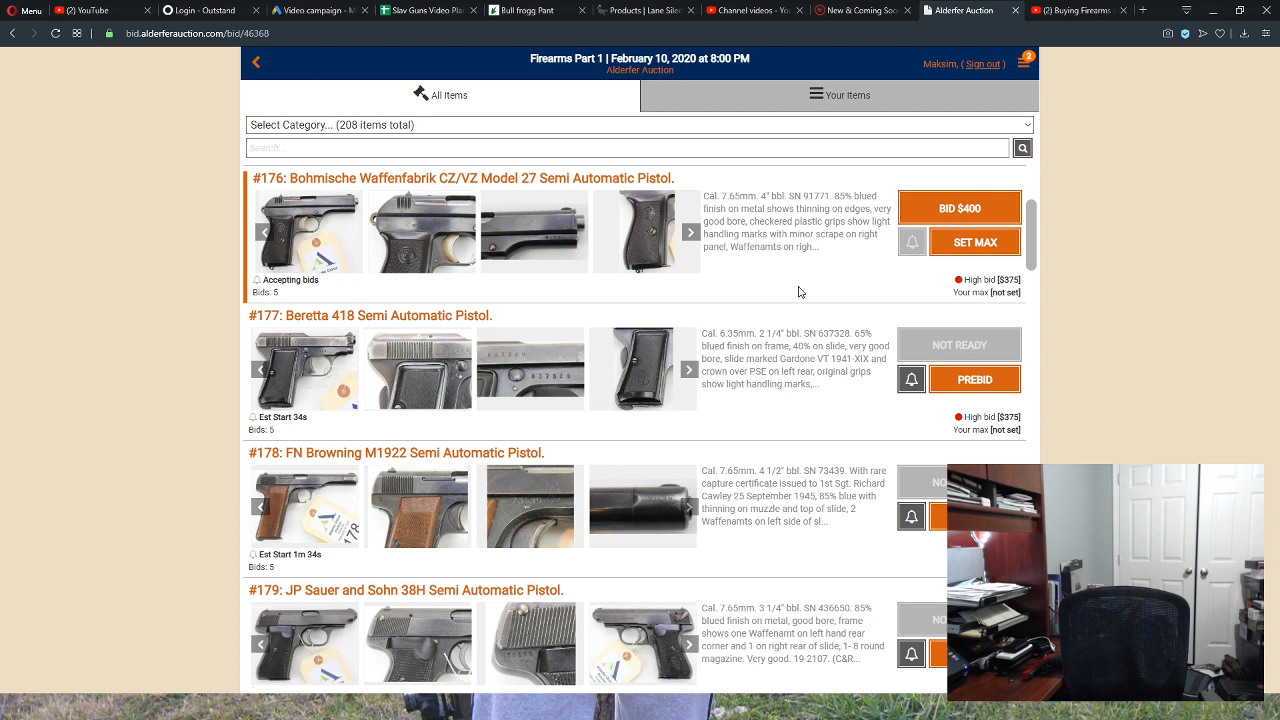 Menu
(2) YouTube
Login - Outstand
Video campaign - M
Slav Guns Video Plan
Bull frogg Pant
Products | Lane Silen
Channel videos - Yo
New & Coming Soo
Alderfer Auction
(2) Buying Firearms
bid.alderferauction.com/bid/46368
Firearms Part 1 | February 10, 2020 at 8:00 PM
Alderfer Auction
Maksim, ( Sign out )
2
All Items
Your Items
Select Category... (208 items total)
Search...
#176: Bohmische Waffenfabrik CZ/VZ Model 27 Semi Automatic Pistol.
Cal. 7.65mm. 4" bbl. SN 91771. 85% blued
finish on metal shows thinning on edges, very
good bore, checkered plastic grips show light
handling marks with minor scrape on right
panel, Waffenamts on righ...
BID $400
SET MAX
Accepting bids
Bids: 5
High bid [$375]
Your max [not set]
#177: Beretta 418 Semi Automatic Pistol.
Cal. 6.35mm. 2 1/4" bbl. SN 637328. 65%
blued finish on frame, 40% on slide, very good
bore, slide marked Gardone VT 1941-XIX and
crown over PSE on left rear, original grips
show light handling marks,...
NOT READY
PREBID
Est Start 34s
Bids: 5
High bid [$375]
Your max [not set]
#178: FN Browning M1922 Semi Automatic Pistol.
Cal. 7.65mm. 4 1/2" bbl. SN 73439. With rare
capture certificate issued to 1st Sgt. Richard
Cawley 25 September 1945, 85% blue with
thinning on muzzle and top of slide, 2
Waffenamts on left side of sl...
NO
178
Est Start 1m 34s
Bids: 5
#179: JP Sauer and Sohn 38H Semi Automatic Pistol.
Cal. 7.65mm. 3 1/4" bbl. SN 436650. 85%
blued finish on metal, good bore, frame
shows one Waffenamt on left hand rear
corner and 1 on right rear of slide, 1- 8 round
magazine. Very good. 19-2107. (C&R...
NO